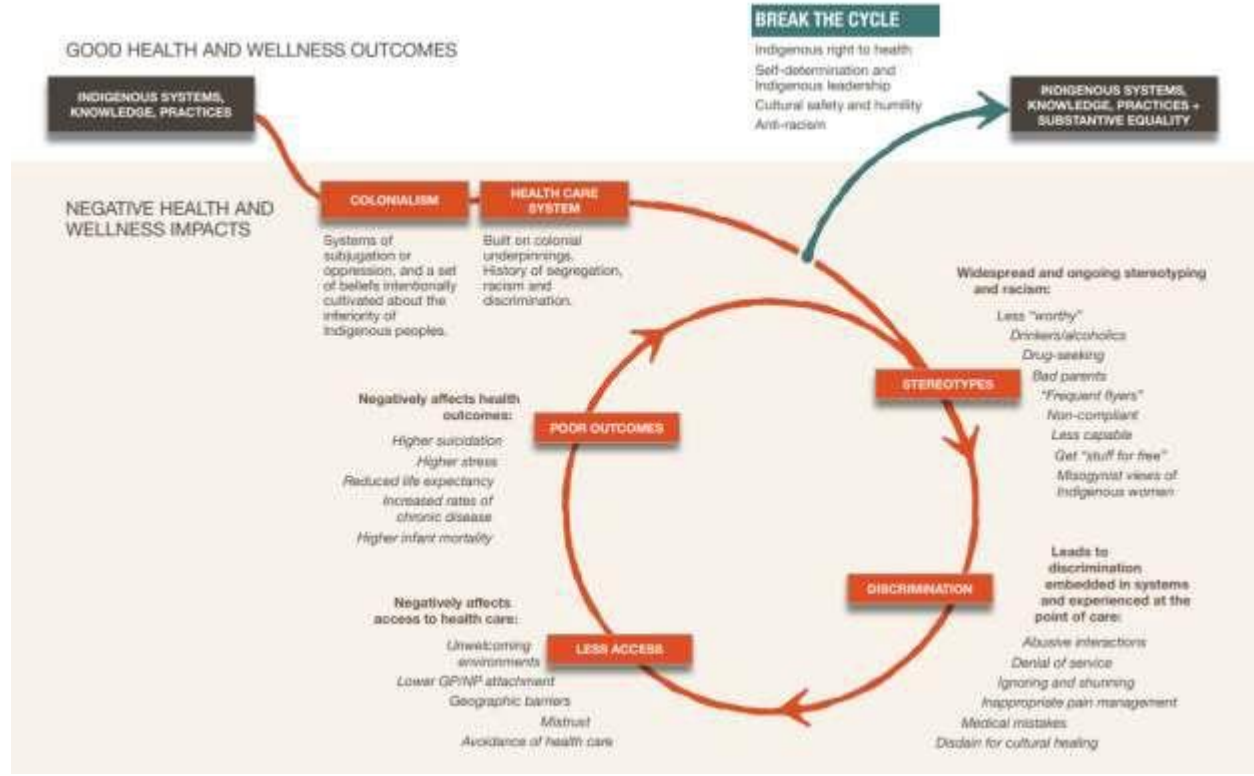 BREAK THE CYCLE
Indigenous right to health
Self-determination and
Indigenous leadership
Cultural safety and humility
Anti-racism
GOOD HEALTH AND WELLNESS OUTCOMES
INDIGENOUS SYSTEMS,
KNOWLEDGE, PRACTICES
INDIGENOUS SYSTEMS,
KNOWLEDGE, PRACTICES +
SUBSTANTIVE EQUALITY
NEGATIVE HEALTH AND
WELLNESS IMPACTS
COLONIALISM
Systems of
subjugation or
oppression, and a set
of beliefs intentionally
cultivated about the
inferiority of
Indigenous peoples.
HEALTH CARE
SYSTEM
Built on colonial
underpinnings.
History of segregation,
racism and
discrimination.
Widespread and ongoing stereotyping
and racism:
Less "worthy"
Drinkers/alcoholics
Drug-seeking
Bad parents
"Frequent flyers"
Non-compliant
Less capable
Get "stuff for free"
Misogynist views of
Indigenous women
STEREOTYPES
Leads to
discrimination
embedded in systems
and experienced at the
point of care:
Abusive interactions
Denial of service
Ignoring and shunning
Inappropriate pain management
Medical mistakes
Disdain for cultural healing
DISCRIMINATION
Negatively affects
access to health care:
Unwelcoming
environments
Lower GP/NP attachment
Geographic barriers
Mistrust
Avoidance of health care
LESS ACCESS
Negatively affects health
outcomes:
Higher suicidation
Higher stress
Reduced life expectancy
Increased rates of
chronic disease
Higher infant mortality
POOR OUTCOMES